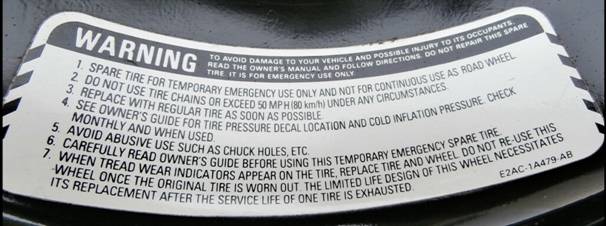 WARNING
TO AVOID DAMAGE TO YOUR VEHICLE AND POSSIBLE INJURY TO ITS OCCUPANTS,
READ THE OWNER'S MANUAL AND FOLLOW DIRECTIONS. DO NOT REPAIR THIS SPARE
TIRE. IT IS FOR EMERGENCY USE ONLY
1. SPARE TIRE FOR TEMPORARY EMERGENCY USE ONLY AND NOT FOR CONTINUOUS USE AS ROAD WHEEL
2. DO NOT USE TIRE CHAINS OR EXCEED 50 MPH (80 km/h) UNDER ANY CIRCUMSTANCES.
3. REPLACE WITH REGULAR TIRE AS SOON AS POSSIBLE.
4. SEE OWNER'S GUIDE FOR TIRE PRESSURE DECAL LOCATION AND COLD INFLATION PRESSURE. CHECK
MONTHLY AND WHEN USED
5. AVOID ABUSIVE USE SUCH AS CHUCK HOLES, ETC.
6. CAREFULLY READ OWNER'S GUIDE BEFORE USING THIS TEMPORARY EMERGENCY SPARE TIRE.
7. WHEN TREAD WEAR INDICATORS APPEAR ON THE TIRE, REPLACE TIRE AND WHEEL. DO NOT RE-USE THIS
WHEEL ONCE THE ORIGINAL TIRE IS WORN OUT. THE LIMITED LIFE DESIGN OF THIS WHEEL NECESSITATES
ITS REPLACEMENT AFTER THE SERVICE LIFE OF ONE TIRE IS EXHAUSTED.
E2AC-1A479-AB